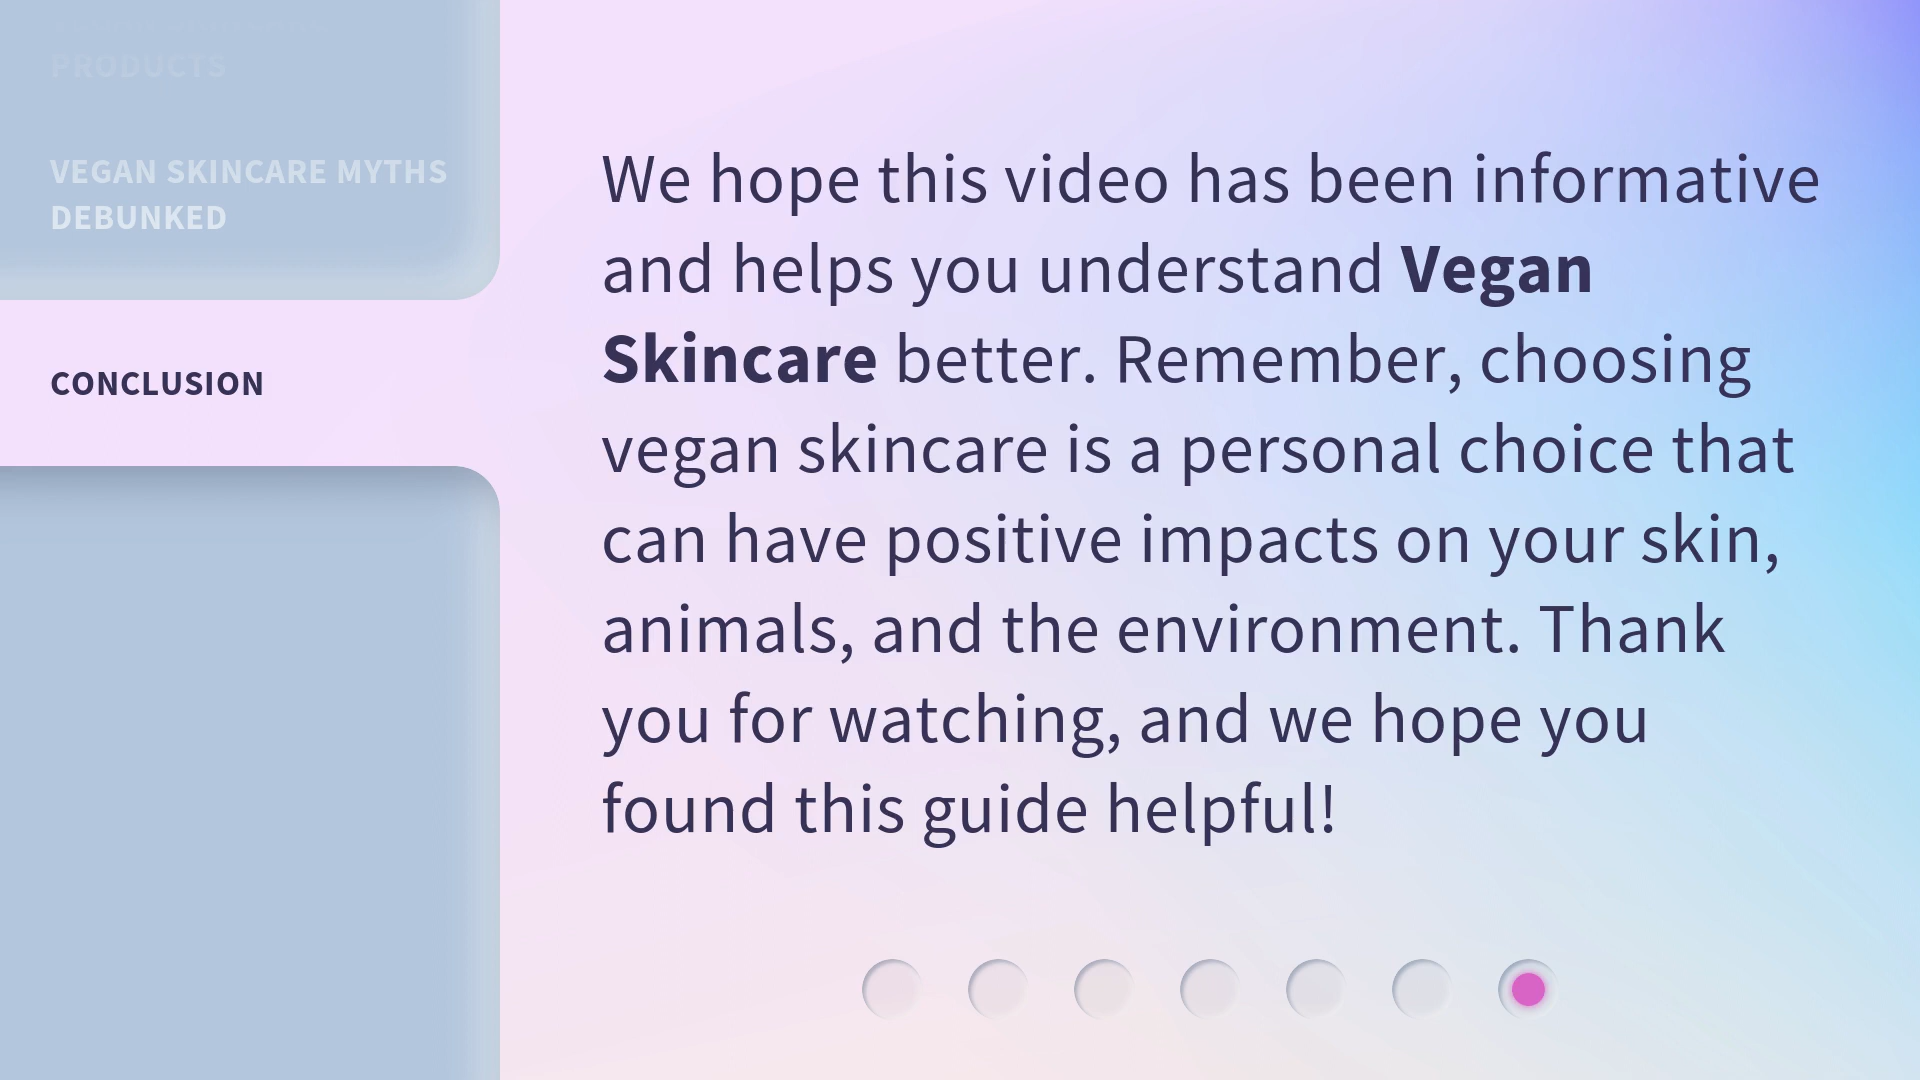 PRODUCTS
VEGAN SKINCARE MYTHS
DEBUNKED
CONCLUSION
We hope this video has been informative
and helps you understand Vegan
Skincare better. Remember, choosing
vegan skincare is a personal choice that
can have positive impacts on your skin,
animals, and the environment. Thank
you for watching, and we hope you
found this guide helpful!